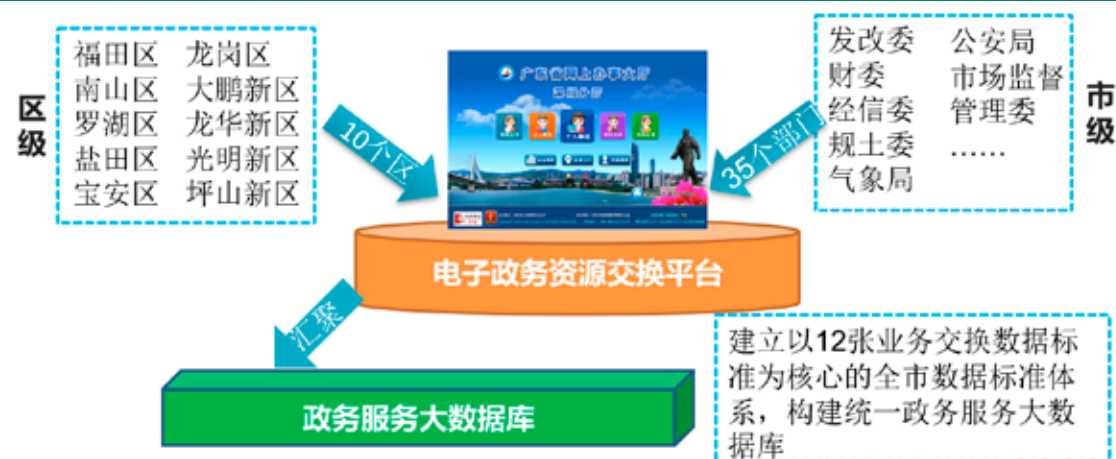 区级
福田区 龙岗区
南山区 大鹏新区
罗湖区 龙华新区
盐田区 光明新区
宝安区 坪山新区
10个区
广东省网上办事大厅
深圳分厅
35个部门
发改委 公安局
财委 市场监督
经信委 管理委
规土委 ……
气象局
市级
电子政务资源交换平台
汇聚
政务服务大数据库
建立以12张业务交换数据标
准为核心的全市数据标准体
系，构建统一政务服务大数
据库